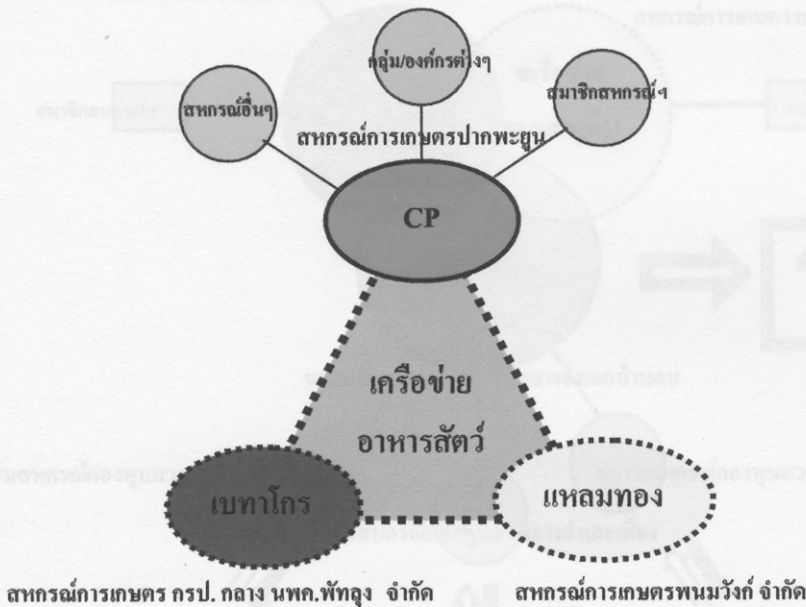 กลุ่ม/องค์กรต่างๆ
สหกรณ์อื่นๆ
สมาชิกสหกรณ์ฯ
สหกรณ์การเกษตรปากพะยูน
CP
เครือข่าย
อาหารสัตว์
เบทาโกร
แหลมทอง
สหกรณ์การเกษตร กรป. กลาง นพค.พัทลุง จำกัด
สหกรณ์การเกษตรพนมวังก์ จำกัด